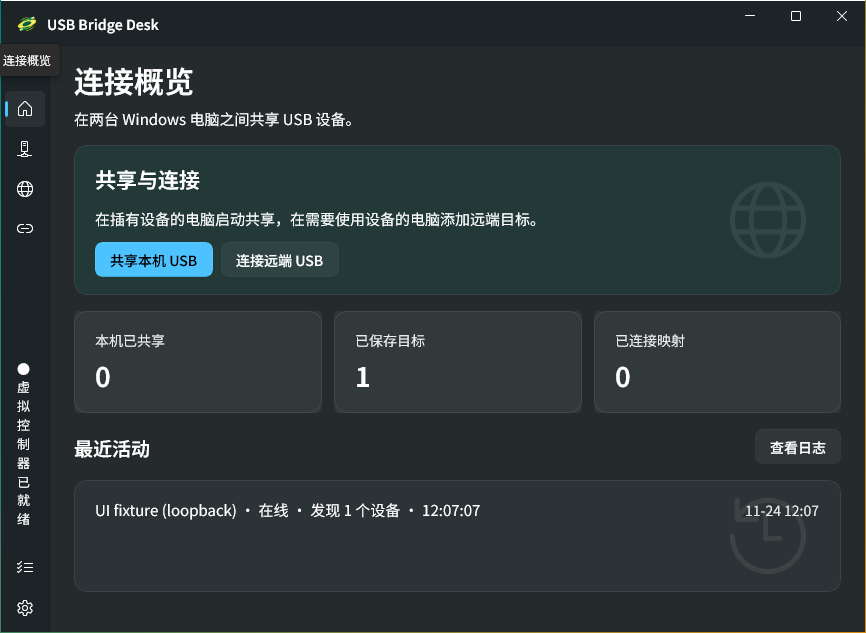 USB Bridge Desk
连接概览
连接概览
在两台 Windows 电脑之间共享 USB 设备。
共享与连接
在插有设备的电脑启动共享，在需要使用设备的电脑添加远端目标。
共享本机 USB
连接远端 USB
本机已共享
0
已保存目标
1
已连接映射
0
虚拟控制器已就绪
最近活动
查看日志
UI fixture (loopback) · 在线 · 发现 1 个设备 · 12:07:07
11-24 12:07